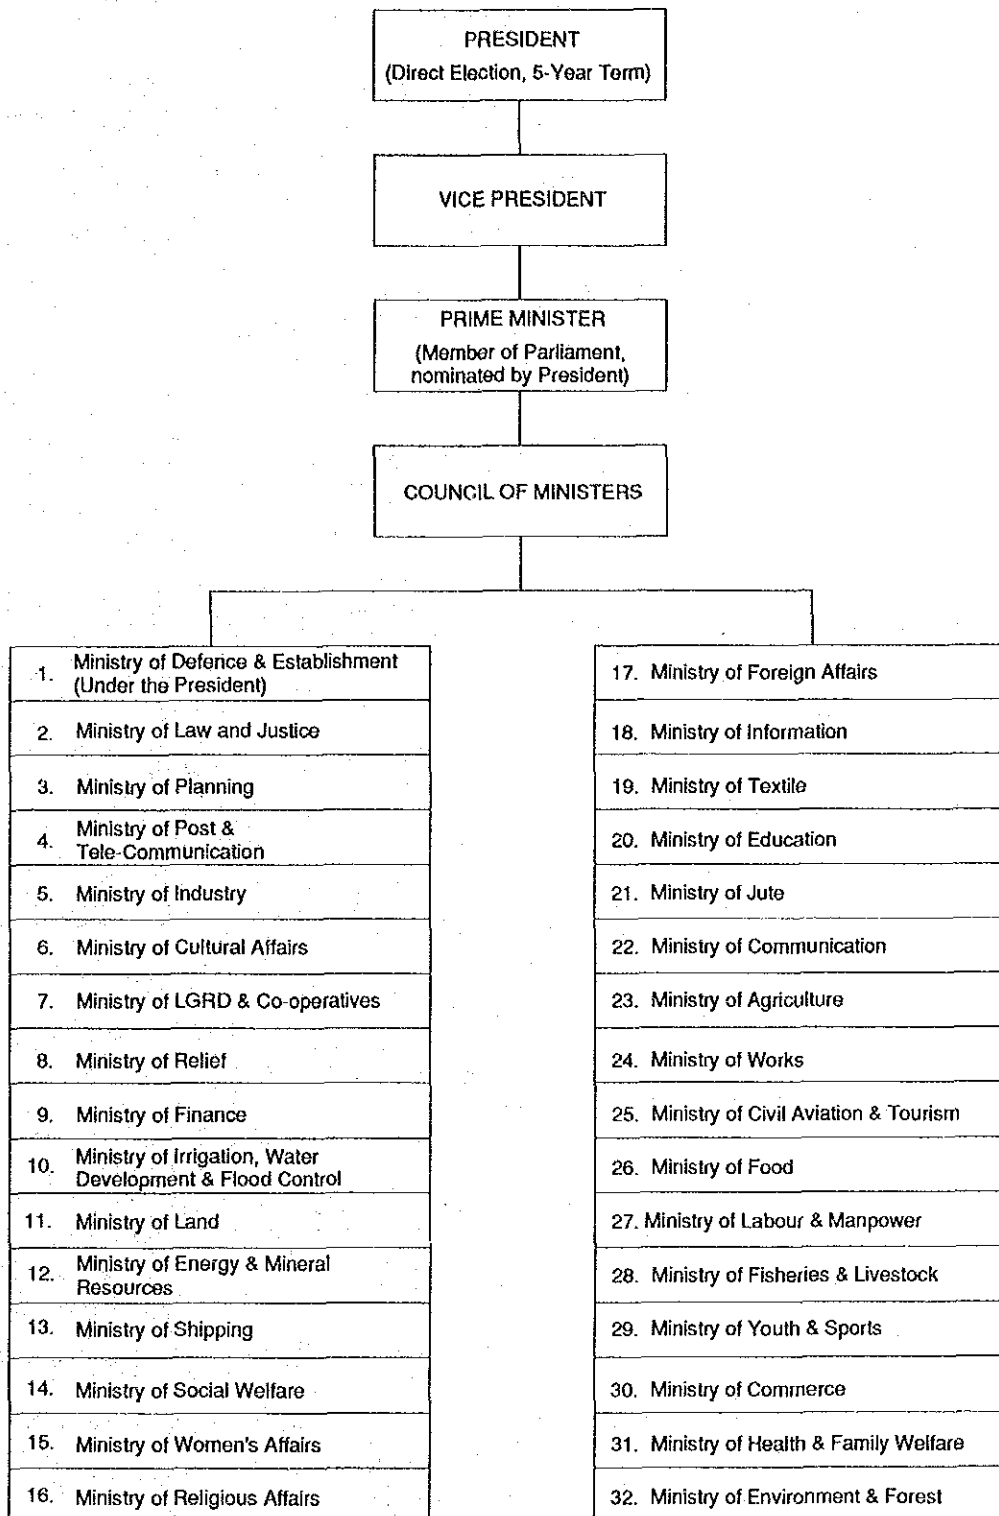 PRESIDENT
(Direct Election, 5-Year Term)
VICE PRESIDENT
PRIME MINISTER
(Member of Parliament,
nominated by President)
COUNCIL OF MINISTERS
1. Ministry of Defence & Establishment
(Under the President)
2. Ministry of Law and Justice
3. Ministry of Planning
4. Ministry of Post &
Tele-Communication
5. Ministry of Industry
6. Ministry of Cultural Affairs
7. Ministry of LGRD & Co-operatives
8. Ministry of Relief
9. Ministry of Finance
10. Ministry of Irrigation, Water
Development & Flood Control
11. Ministry of Land
12. Ministry of Energy & Mineral
Resources
13. Ministry of Shipping
14. Ministry of Social Welfare
15. Ministry of Women's Affairs
16. Ministry of Religious Affairs
17. Ministry of Foreign Affairs
18. Ministry of Information
19. Ministry of Textile
20. Ministry of Education
21. Ministry of Jute
22. Ministry of Communication
23. Ministry of Agriculture
24. Ministry of Works
25. Ministry of Civil Aviation & Tourism
26. Ministry of Food
27. Ministry of Labour & Manpower
28. Ministry of Fisheries & Livestock
29. Ministry of Youth & Sports
30. Ministry of Commerce
31. Ministry of Health & Family Welfare
32. Ministry of Environment & Forest